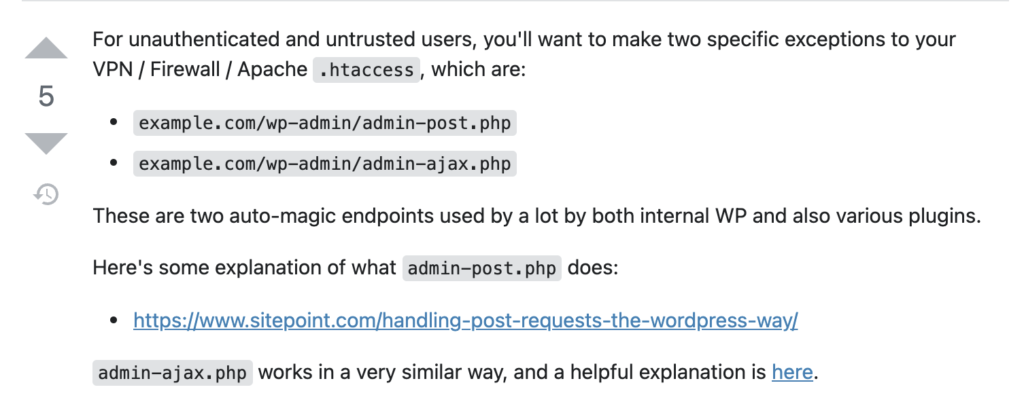 For unauthenticated and untrusted users, you'll want to make two specific exceptions to your
VPN / Firewall / Apache .htaccess, which are:
5
• example.com/wp-admin/admin-post.php
• example.com/wp-admin/admin-ajax.php
These are two auto-magic endpoints used by a lot by both internal WP and also various plugins.
Here's some explanation of what admin-post.php does:
• https://www.sitepoint.com/handling-post-requests-the-wordpress-way/
admin-ajax.php works in a very similar way, and a helpful explanation is here.